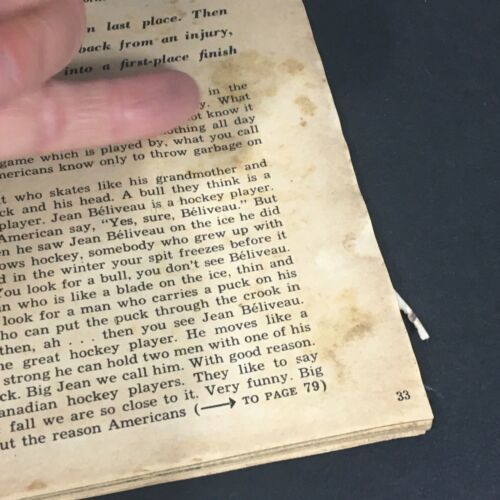 n last place. Then
back from an injury,
into a first-place finish
in the
y. What
not know it
nothing all day
game which is played by, what you call
mericans know only to throw garbage on
t who skates like his grandmother and
ck and his head. A bull they think is a
player. Jean Béliveau is a hockey player.
American say, "Yes, sure, Béliveau." But
en he saw Jean Béliveau on the ice he did
ows hockey, somebody who grew up with
d in the winter your spit freezes before it
You look for a bull, you don't see Béliveau.
an who is like a blade on the ice, thin and
look for a man who carries a puck on his
ho can put the puck through the crook in
then, ah . . . then you see Jean Béliveau.
he great hockey player. He moves like a
strong he can hold two men with one of his
ck. Big Jean we call him. With good reason.
anadian hockey players. They like to say
fall we are so close to it. Very funny. Big
ut the reason Americans (⟶ TO PAGE 79)
33